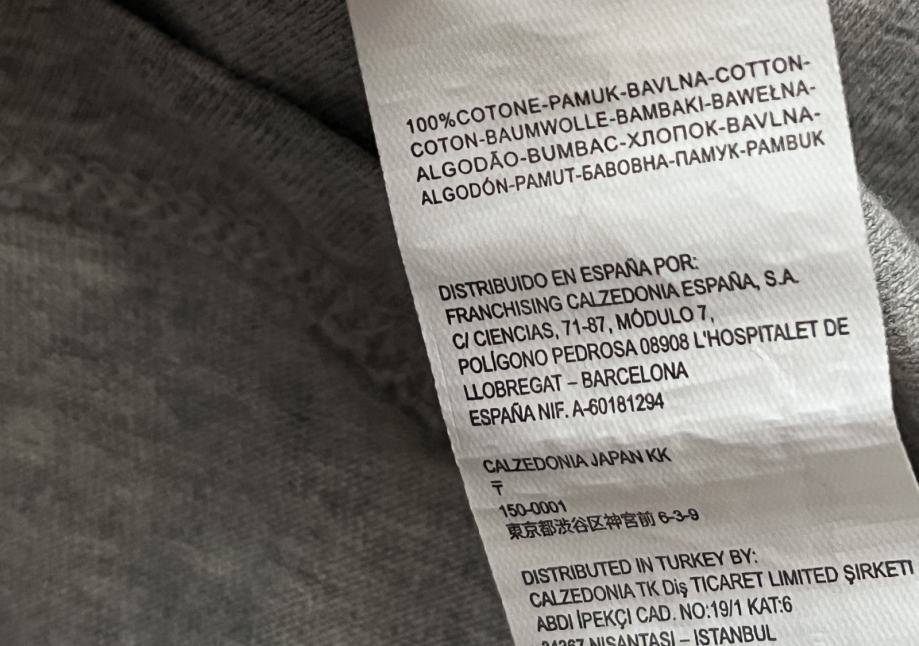 100%COTONE-PAMUK-BAVLNA-COTTON-
COTON-BAUMWOLLE-BAMBAKI-BAWEŁNA-
ALGODÃO-BUMBAC-ХЛОПОК-BAVLNA-
ALGODÓN-PAMUT-БАВОВНА-ПАМУК-PAMBUK
DISTRIBUIDO EN ESPAÑA POR:
FRANCHISING CALZEDONIA ESPAÑA, S.A.
C/ CIENCIAS, 71-87, MÓDULO 7,
POLÍGONO PEDROSA 08908 L'HOSPITALET DE
LLOBREGAT – BARCELONA
ESPAÑA NIF. A-60181294
CALZEDONIA JAPAN KK
〒
150-0001
東京都渋谷区神宮前 6-3-9
DISTRIBUTED IN TURKEY BY:
CALZEDONIA TK Diş TICARET LIMITED ŞIRKETI
ABDI İPEKÇI CAD. NO:19/1 KAT:6
NISANTASI – ISTANBUL